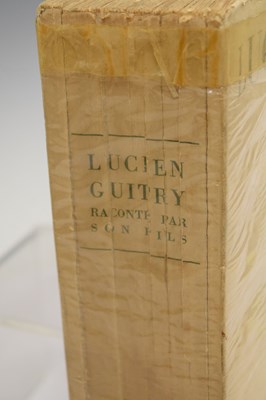 LUCIEN
GUITRY
RACONTÉ PAR
SON FILS